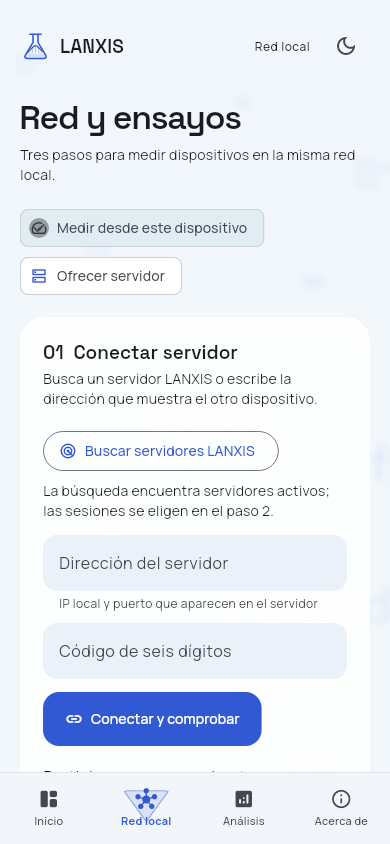 LANXIS
Red local
Red y ensayos
Tres pasos para medir dispositivos en la misma red
local.
Medir desde este dispositivo
Ofrecer servidor
01 Conectar servidor
Busca un servidor LANXIS o escribe la
dirección que muestra el otro dispositivo.
Buscar servidores LANXIS
La búsqueda encuentra servidores activos;
las sesiones se eligen en el paso 2.
Dirección del servidor
IP local y puerto que aparecen en el servidor
Código de seis dígitos
Conectar y comprobar
Inicio
Red local
Análisis
Acerca de